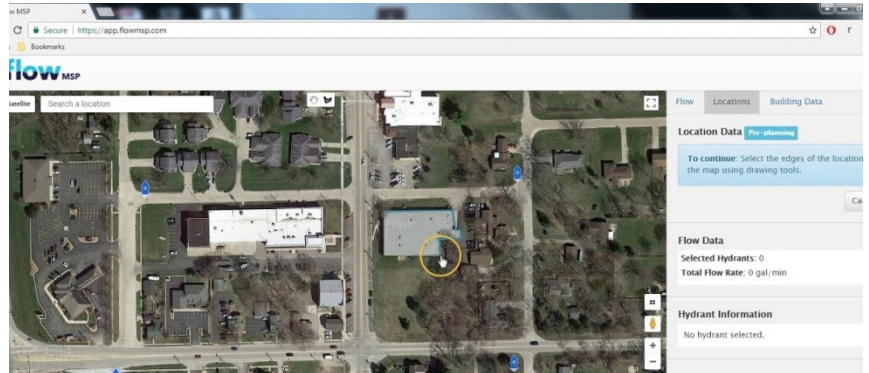 MSP
Secure | https://app.flowmsp.com
Bookmarks
flow MSP
Satellite
Search a location
Flow Locations Building Data
Location Data Pre-planning
To continue: Select the edges of the location
the map using drawing tools.
Ca
Flow Data
Selected Hydrants: 0
Total Flow Rate: 0 gal/min
Hydrant Information
No hydrant selected.